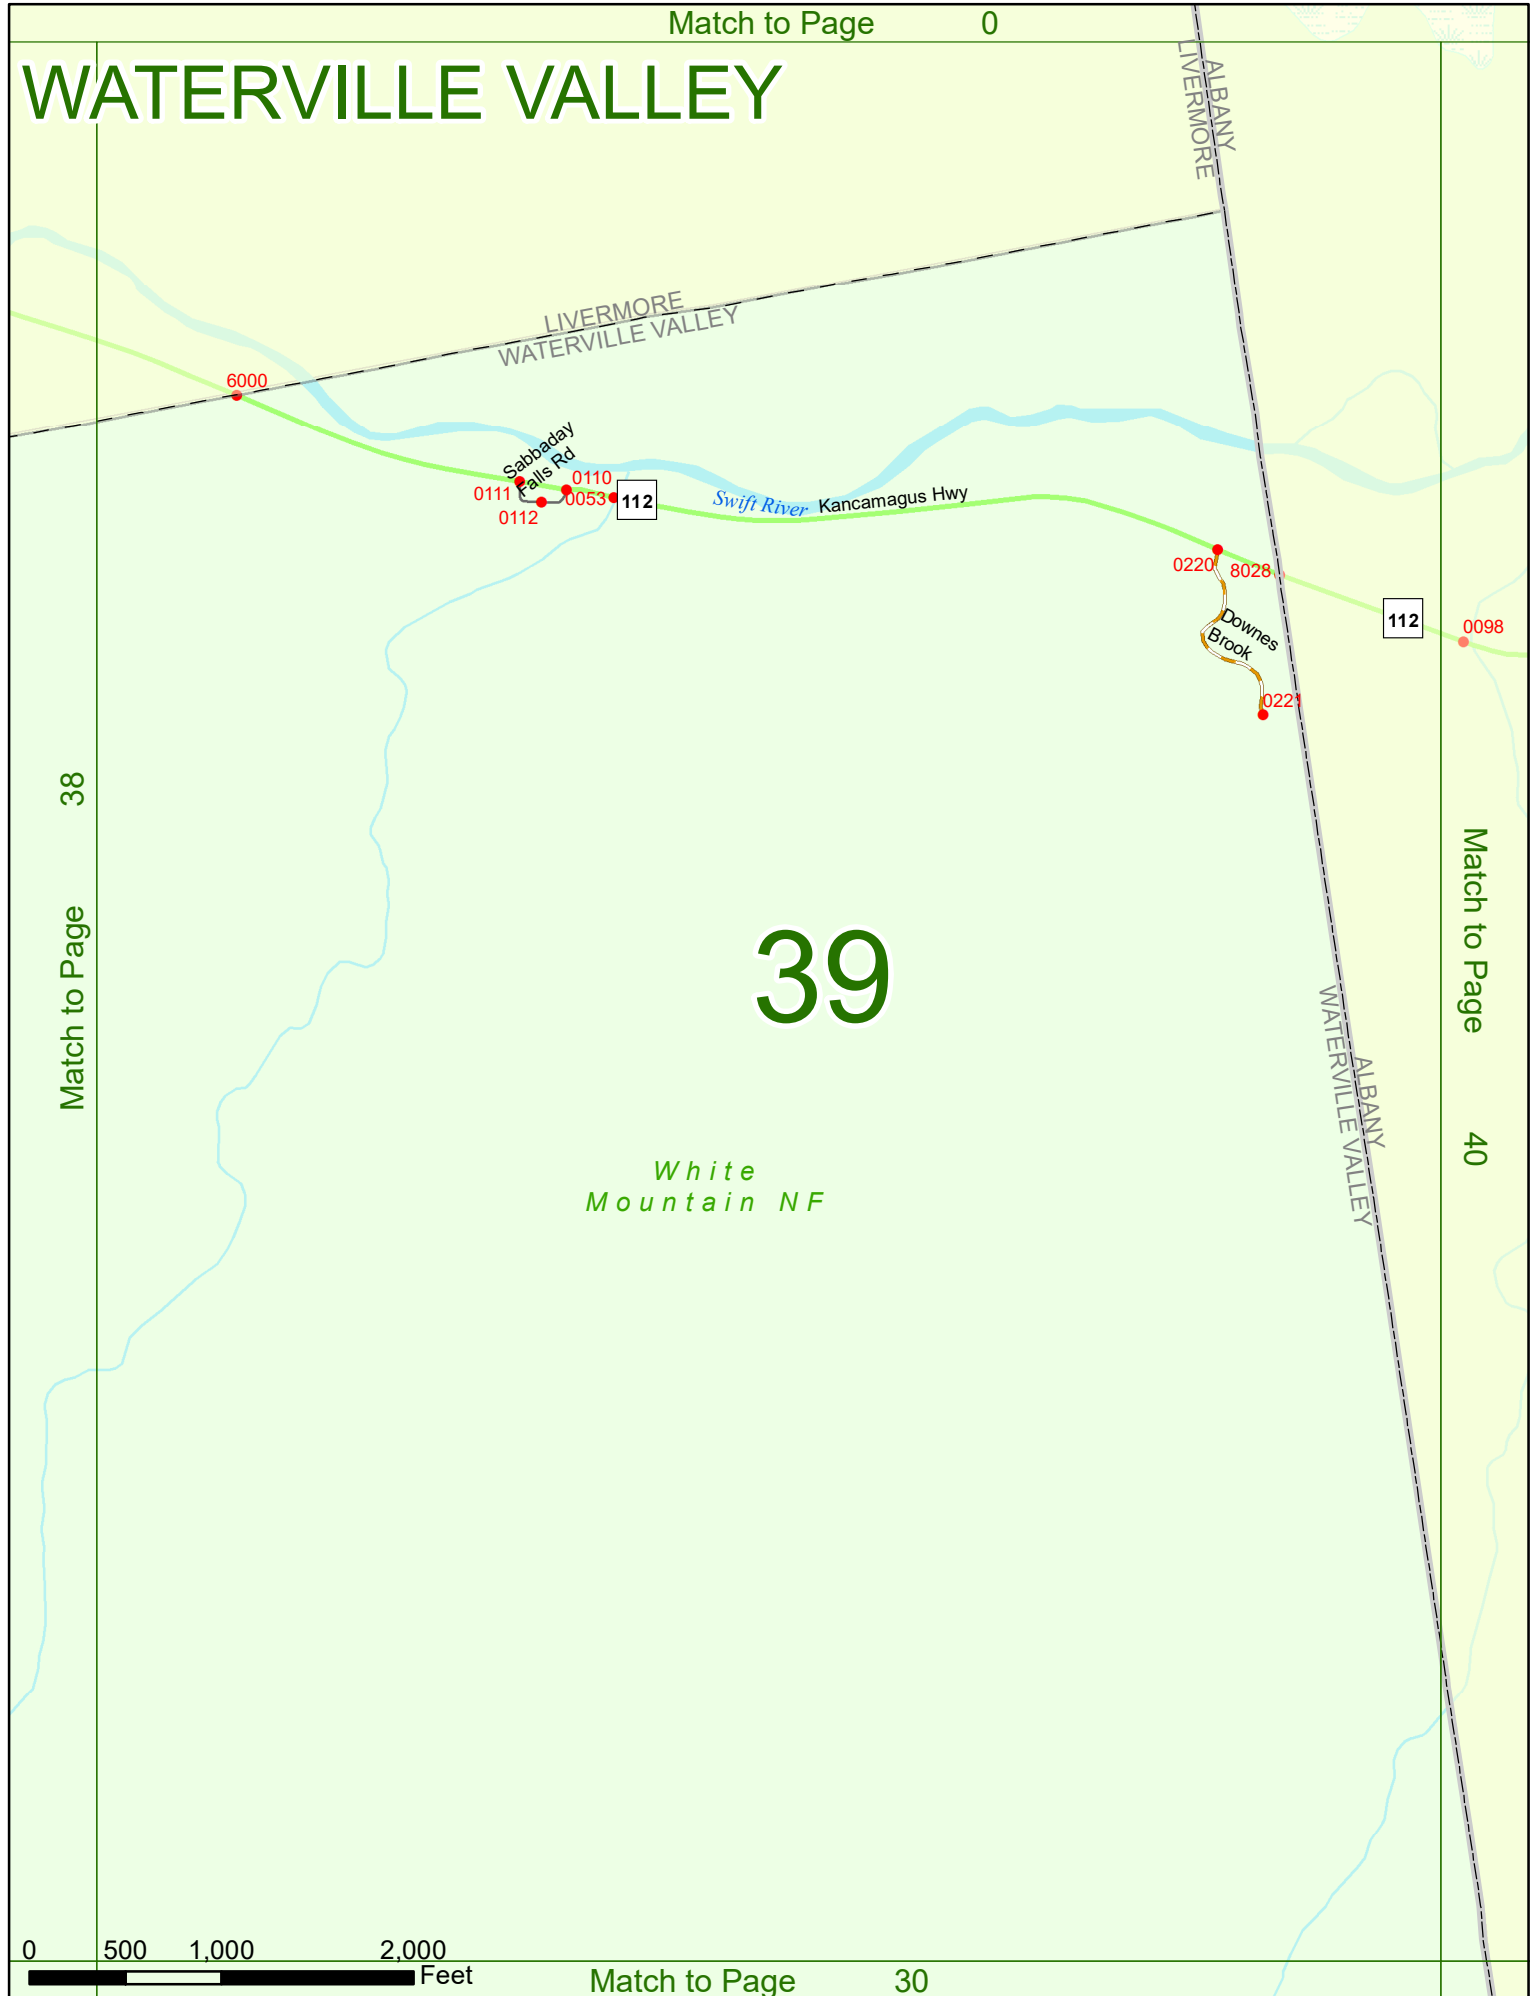 Match to Page 0
WATERVILLE VALLEY
ALBANY
LIVERMORE
LIVERMORE
WATERVILLE VALLEY
6000
Sabbaday
Falls Rd
0111
0110
0053
0112
112
Swift River
Kancamagus Hwy
0220
8028
112
0098
Downes
Brook
0221
Match to Page 38
39
Match to Page 40
ALBANY
WATERVILLE VALLEY
White
Mountain NF
0 500 1,000 2,000
Feet
Match to Page 30